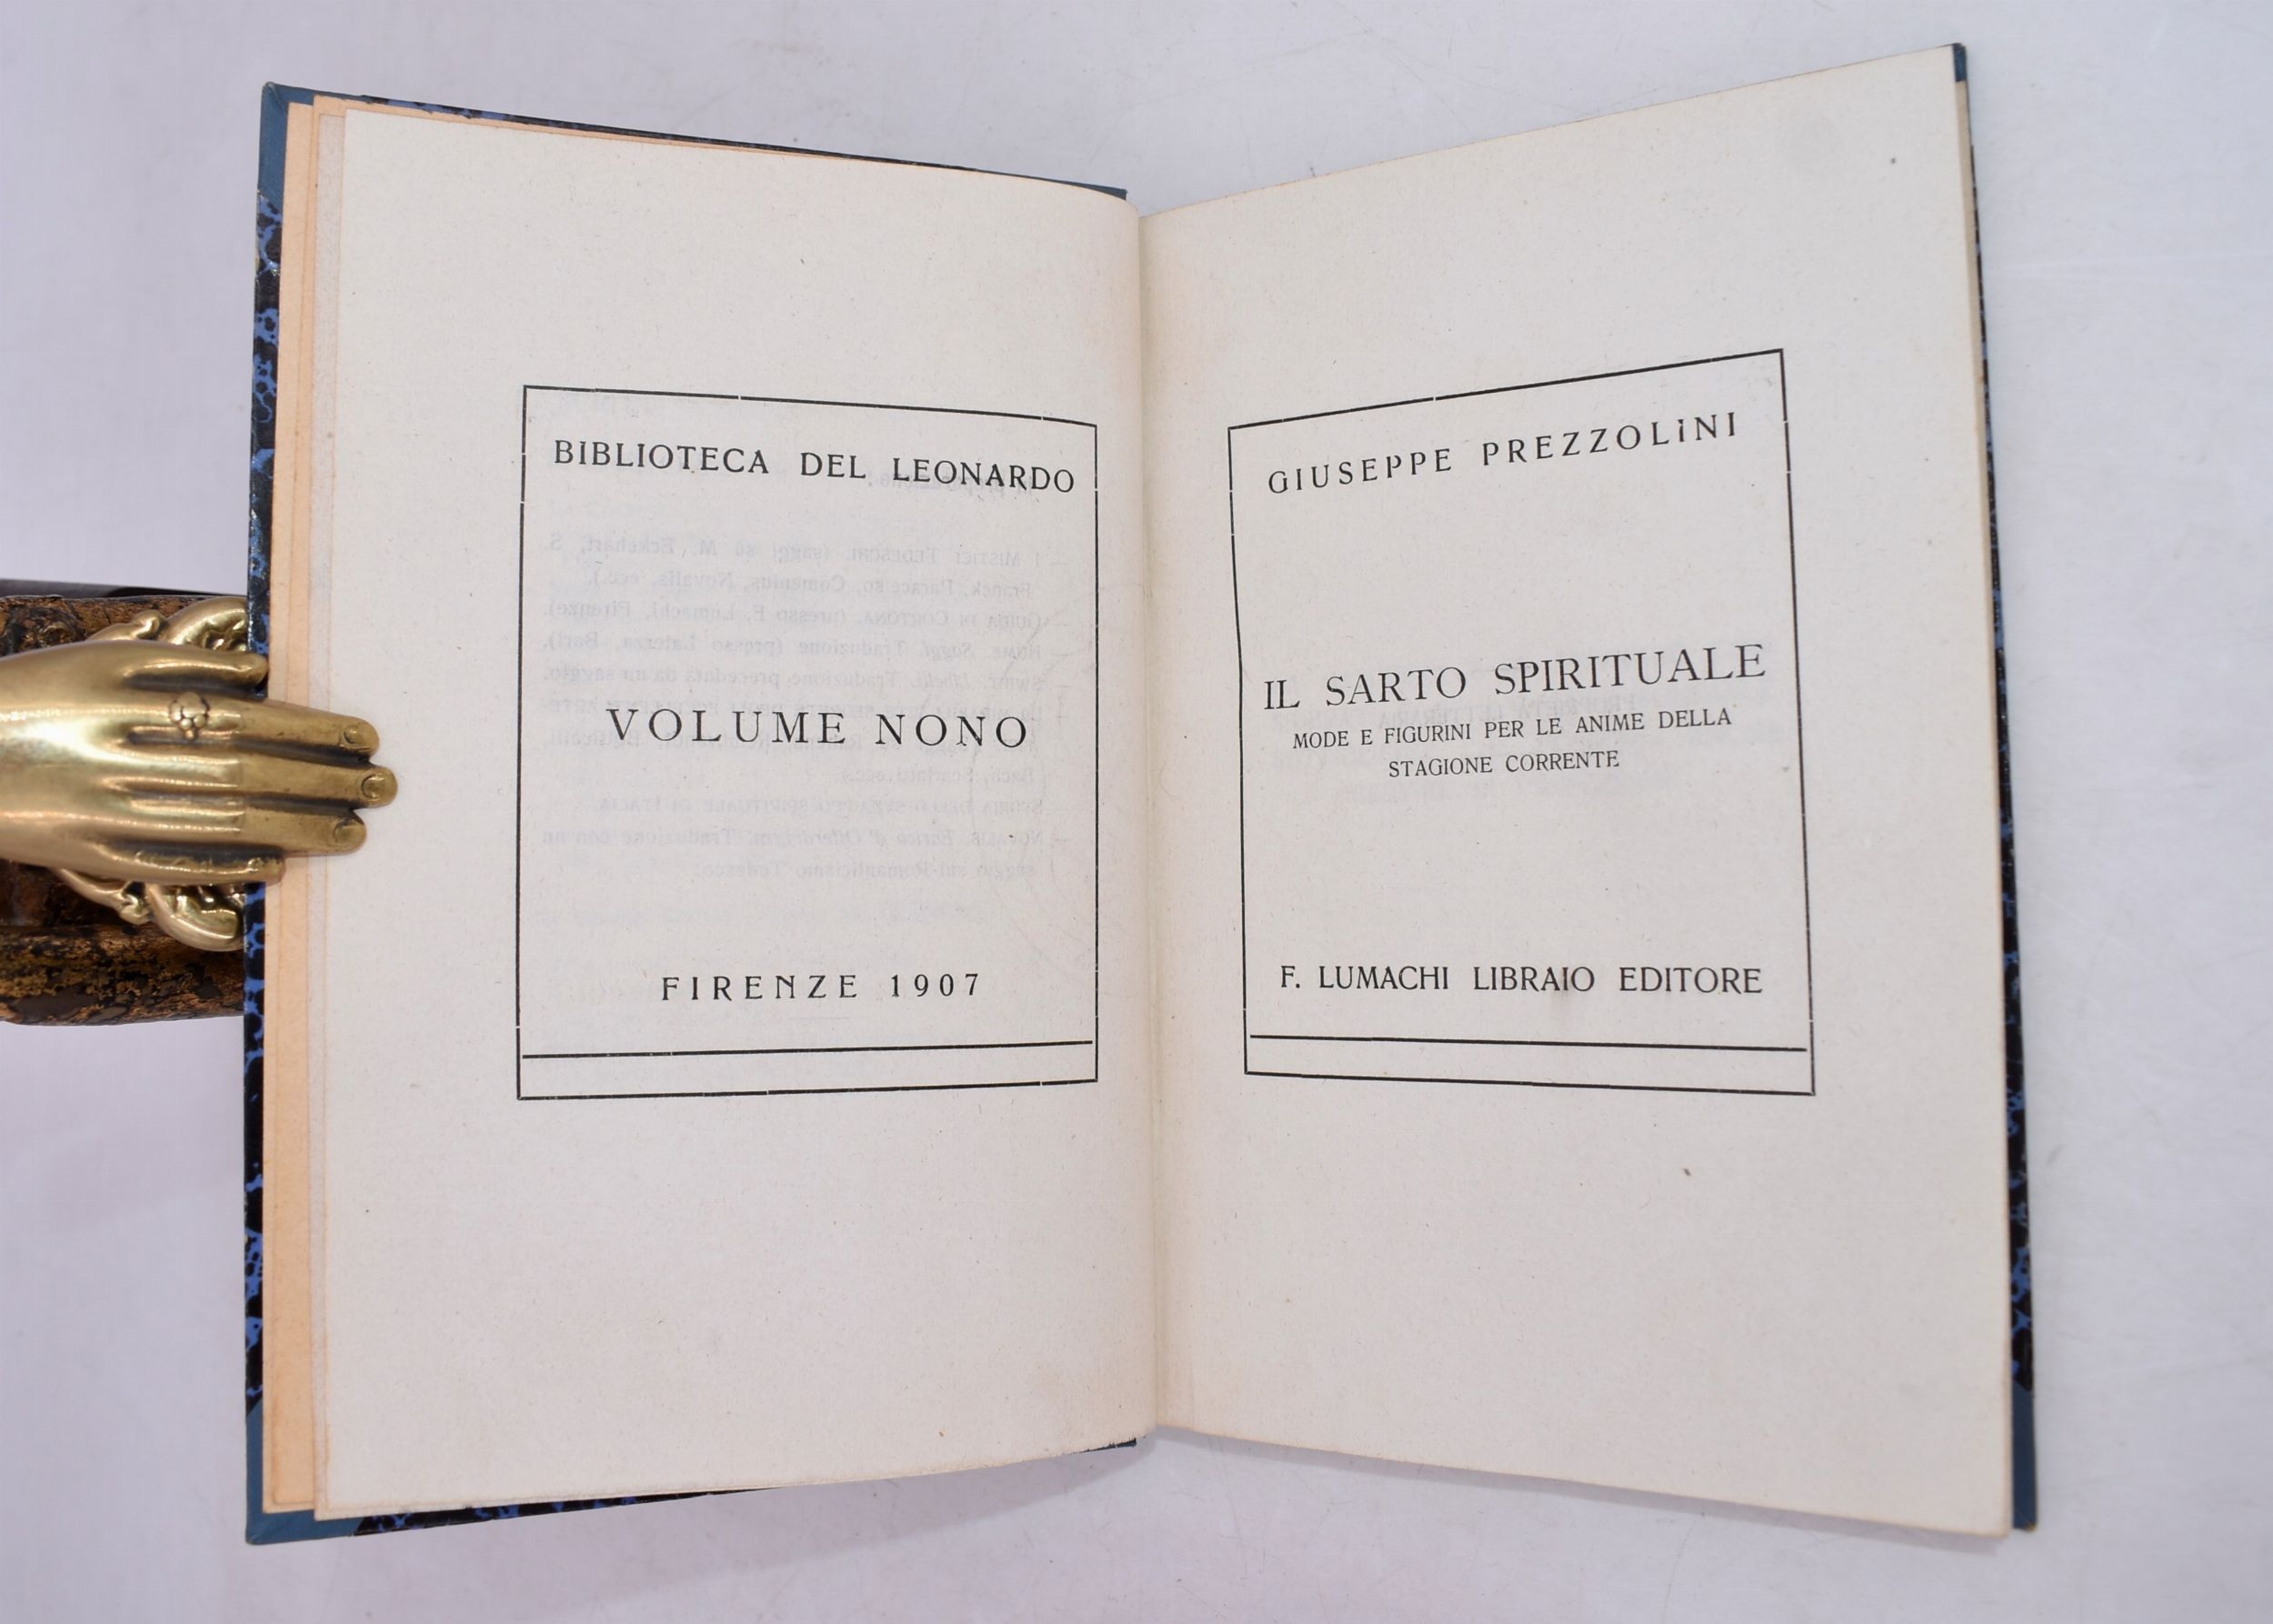 BIBLIOTECA DEL LEONARDO
VOLUME NONO
FIRENZE 1907
GIUSEPPE PREZZOLINI
IL SARTO SPIRITUALE
MODE E FIGURINI PER LE ANIME DELLA
STAGIONE CORRENTE
F. LUMACHI LIBRAIO EDITORE